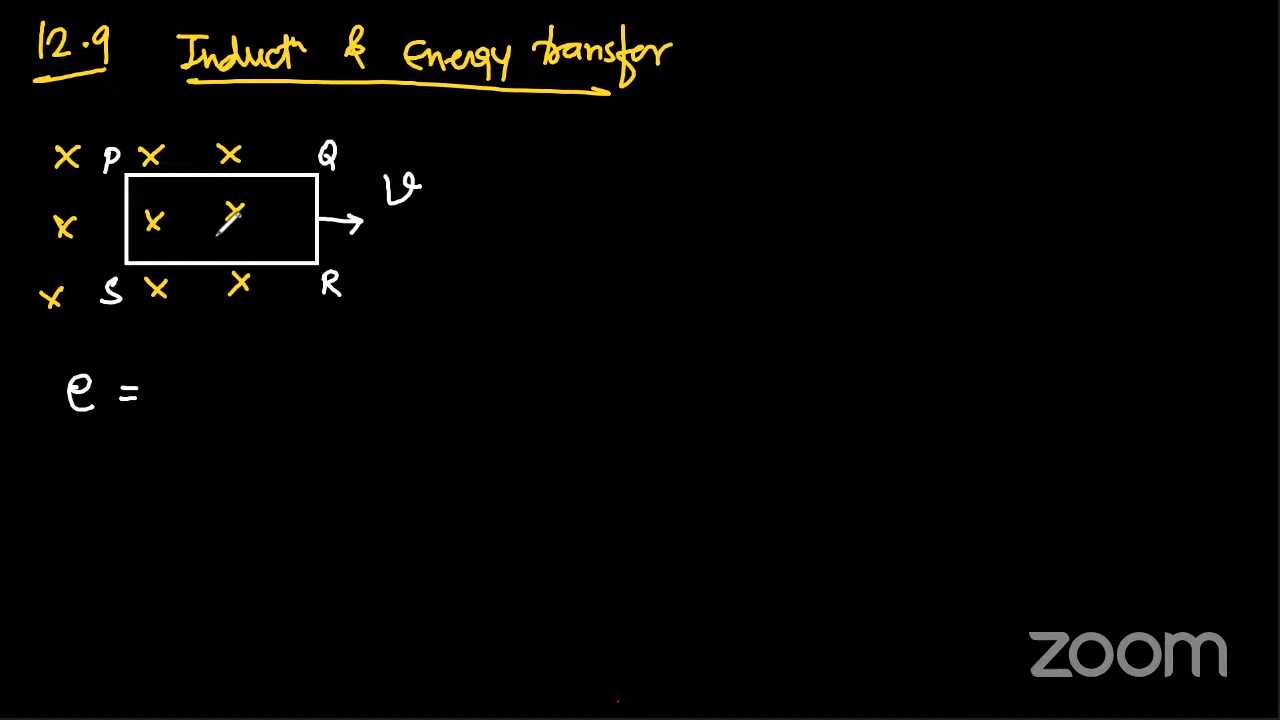 12.9 Inductn & Energy transfer
x P x x Q
v
x x x
x S x x R
e =
zoom